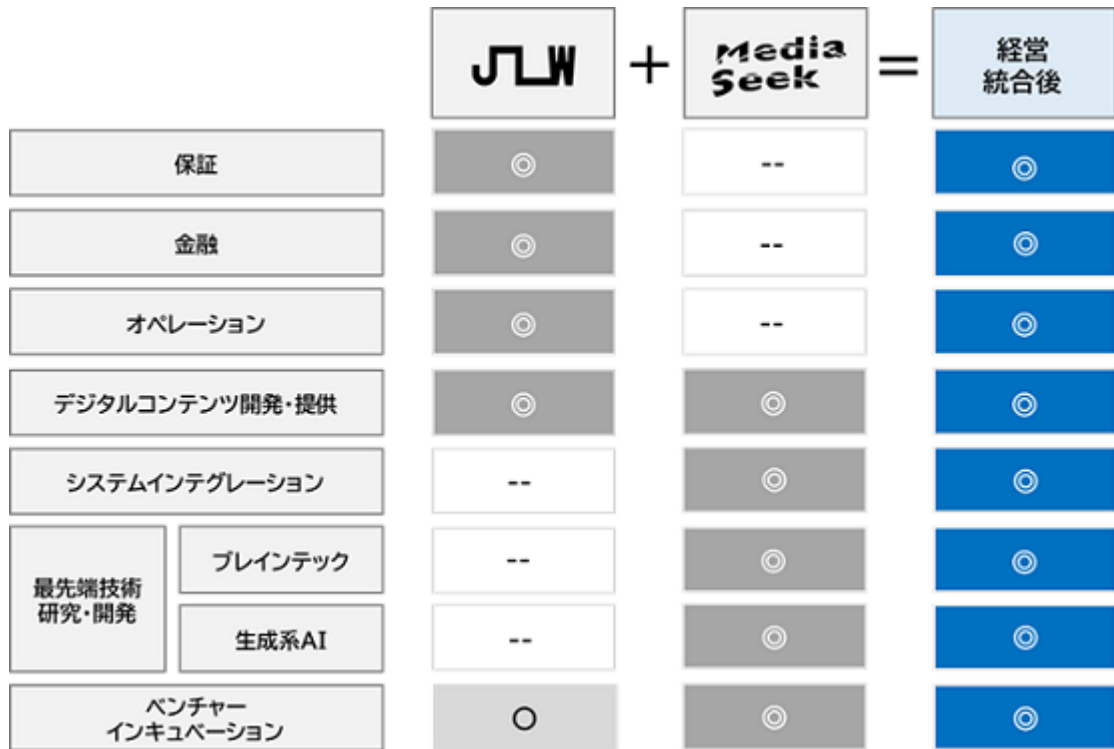 JLW + Media Seek = 経営統合後
保証 ◎ -- ◎
金融 ◎ -- ◎
オペレーション ◎ -- ◎
デジタルコンテンツ開発・提供 ◎ ◎ ◎
システムインテグレーション -- ◎ ◎
最先端技術
研究・開発
ブレインテック -- ◎ ◎
生成系AI -- ◎ ◎
ベンチャー
インキュベーション ○ ◎ ◎